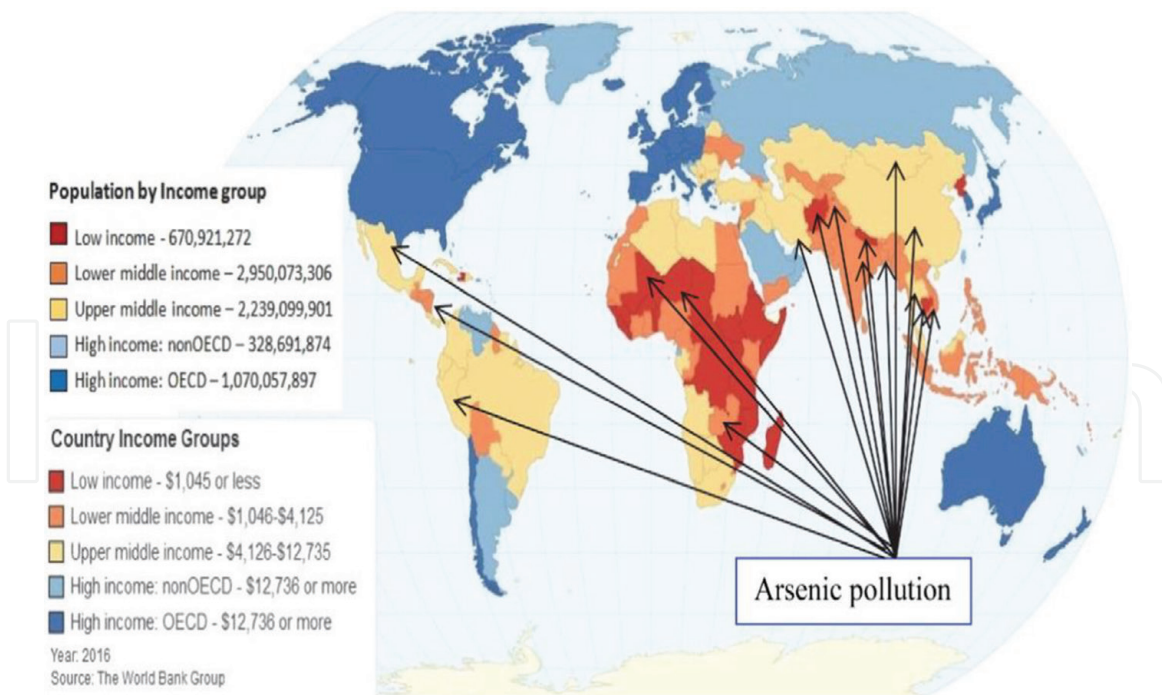 Population by Income group
Low income - 670,921,272
Lower middle income – 2,950,073,306
Upper middle income – 2,239,099,901
High income: nonOECD - 328,691,874
High income: OECD – 1,070,057,897
Country Income Groups
Low income - $1,045 or less
Lower middle income - $1,046-$4,125
Upper middle income - $4,126-$12,735
High income: nonOECD - $12,736 or more
High income: OECD - $12,736 or more
Year: 2016
Source: The World Bank Group
Arsenic pollution